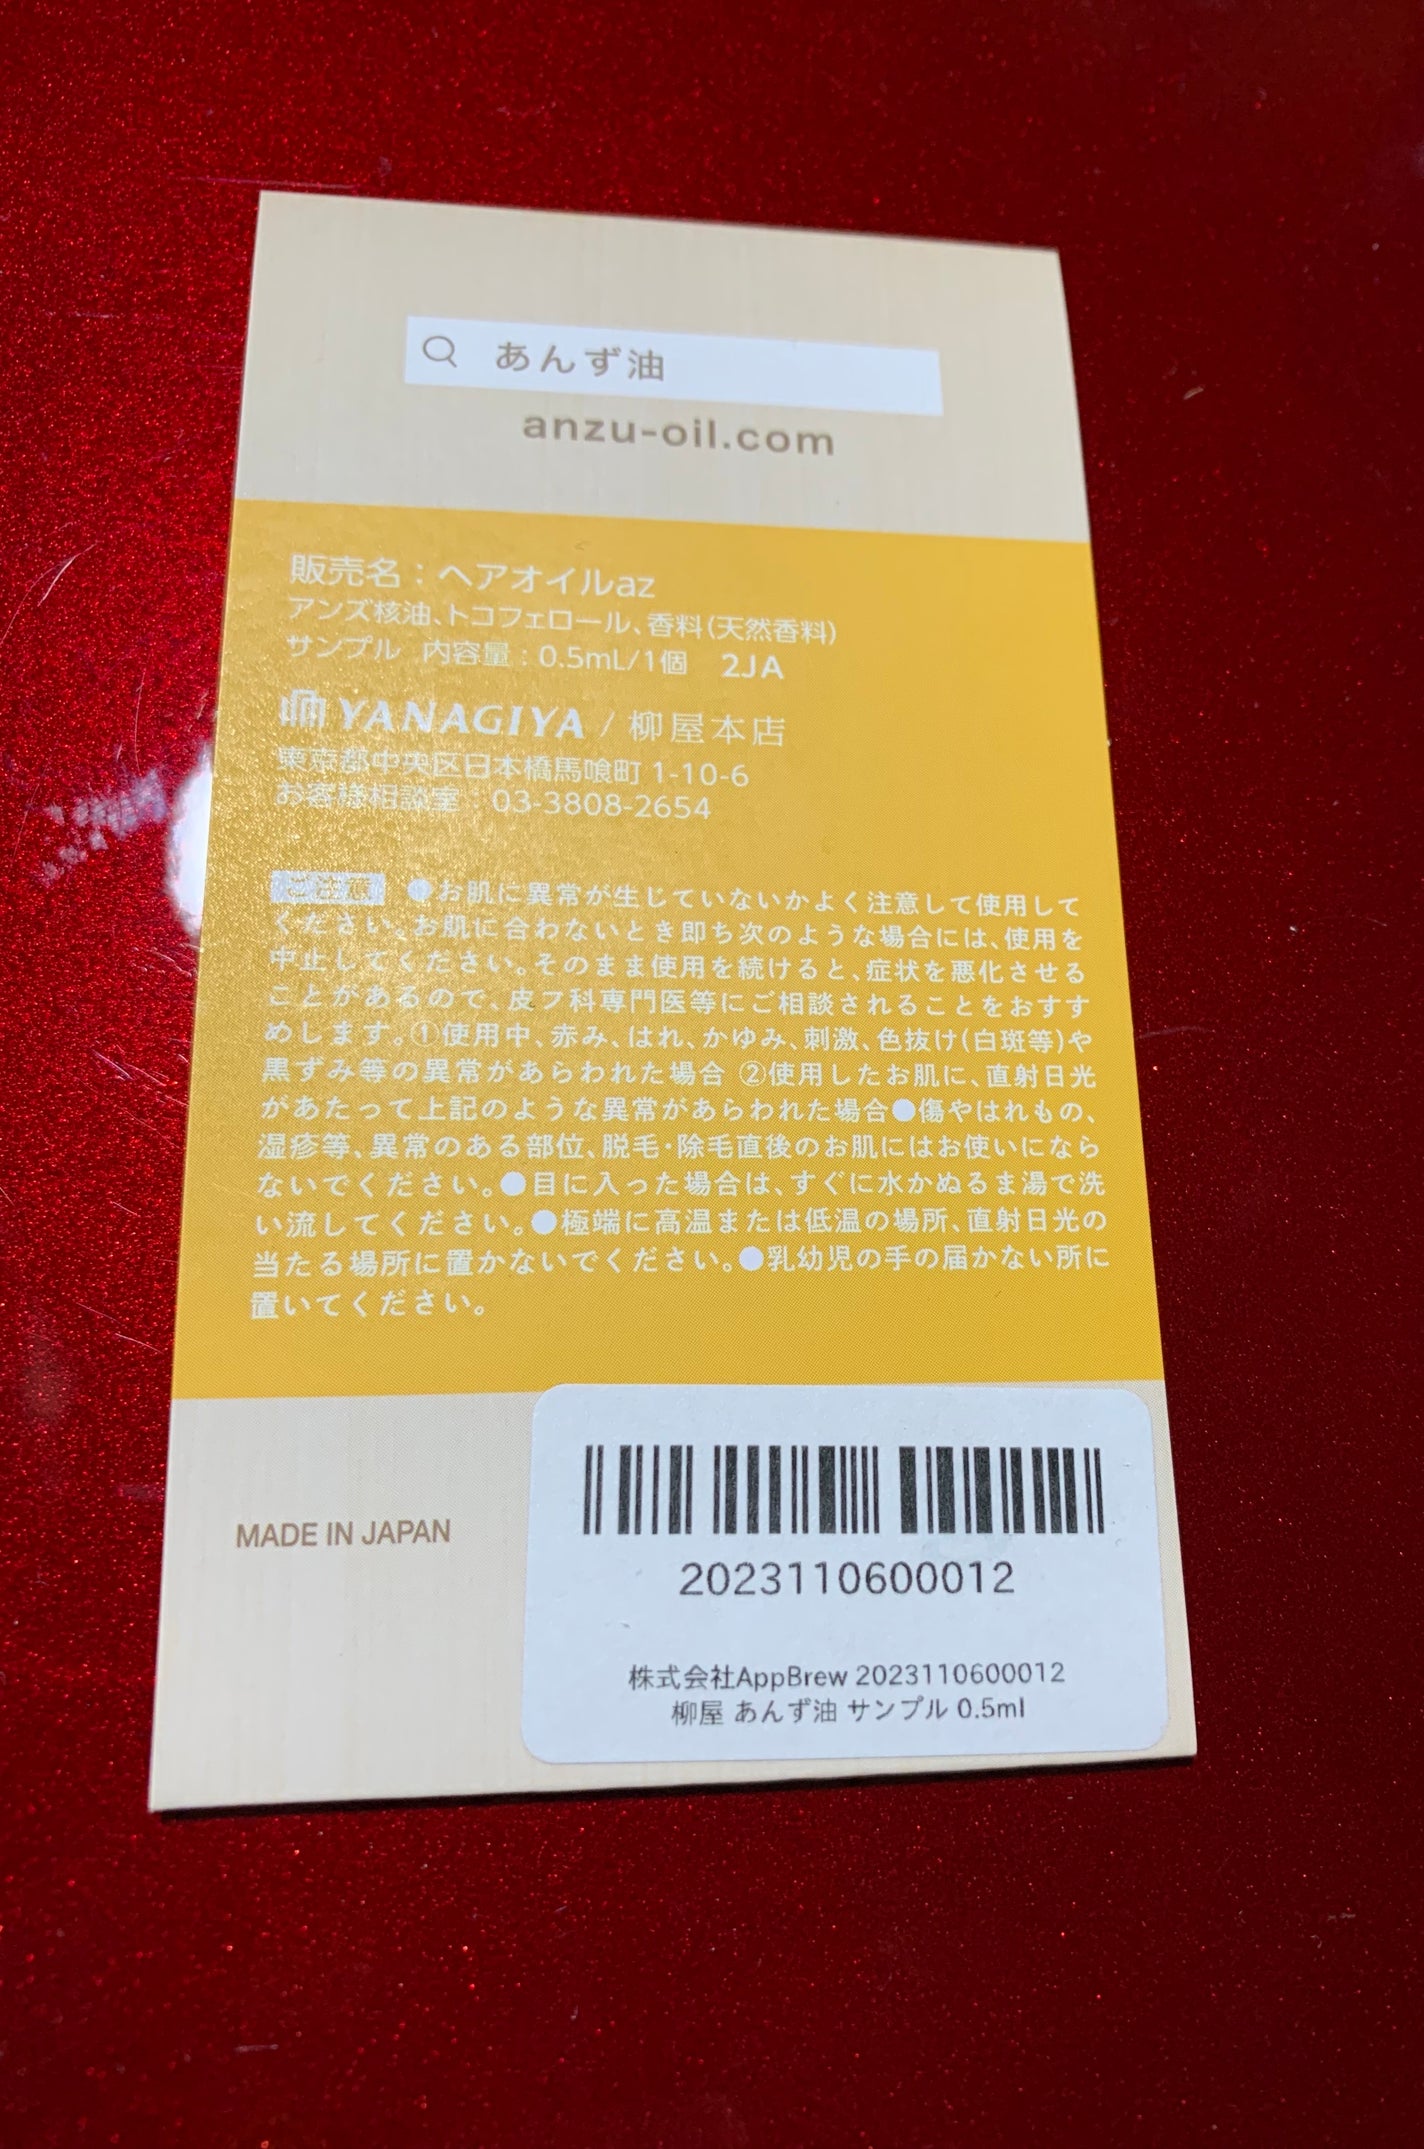 あんず油
anzu-oil.com
販売名：ヘアオイルaz
アンズ核油、トコフェロール、香料(天然香料)
サンプル 内容量：0.5mL/1個 2JA
YANAGIYA / 柳屋本店
東京都中央区日本橋馬喰町 1-10-6
お客様相談室 03-3808-2654
ご注意 ●お肌に異常が生じていないかよく注意して使用して
ください。お肌に合わないとき即ち次のような場合には、使用を
中止してください。そのまま使用を続けると、症状を悪化させる
ことがあるので、皮フ科専門医等にご相談されることをおすす
めします。①使用中、赤み、はれ、かゆみ、刺激、色抜け(白斑等)や
黒ずみ等の異常があらわれた場合 ②使用したお肌に、直射日光
があたって上記のような異常があらわれた場合●傷やはれもの、
湿疹等、異常のある部位、脱毛・除毛直後のお肌にはお使いになら
ないでください。●目に入った場合は、すぐに水かぬるま湯で洗
い流してください。●極端に高温または低温の場所、直射日光の
当たる場所に置かないでください。●乳幼児の手の届かない所に
置いてください。
MADE IN JAPAN
2023110600012
株式会社AppBrew 2023110600012
柳屋 あんず油 サンプル 0.5ml